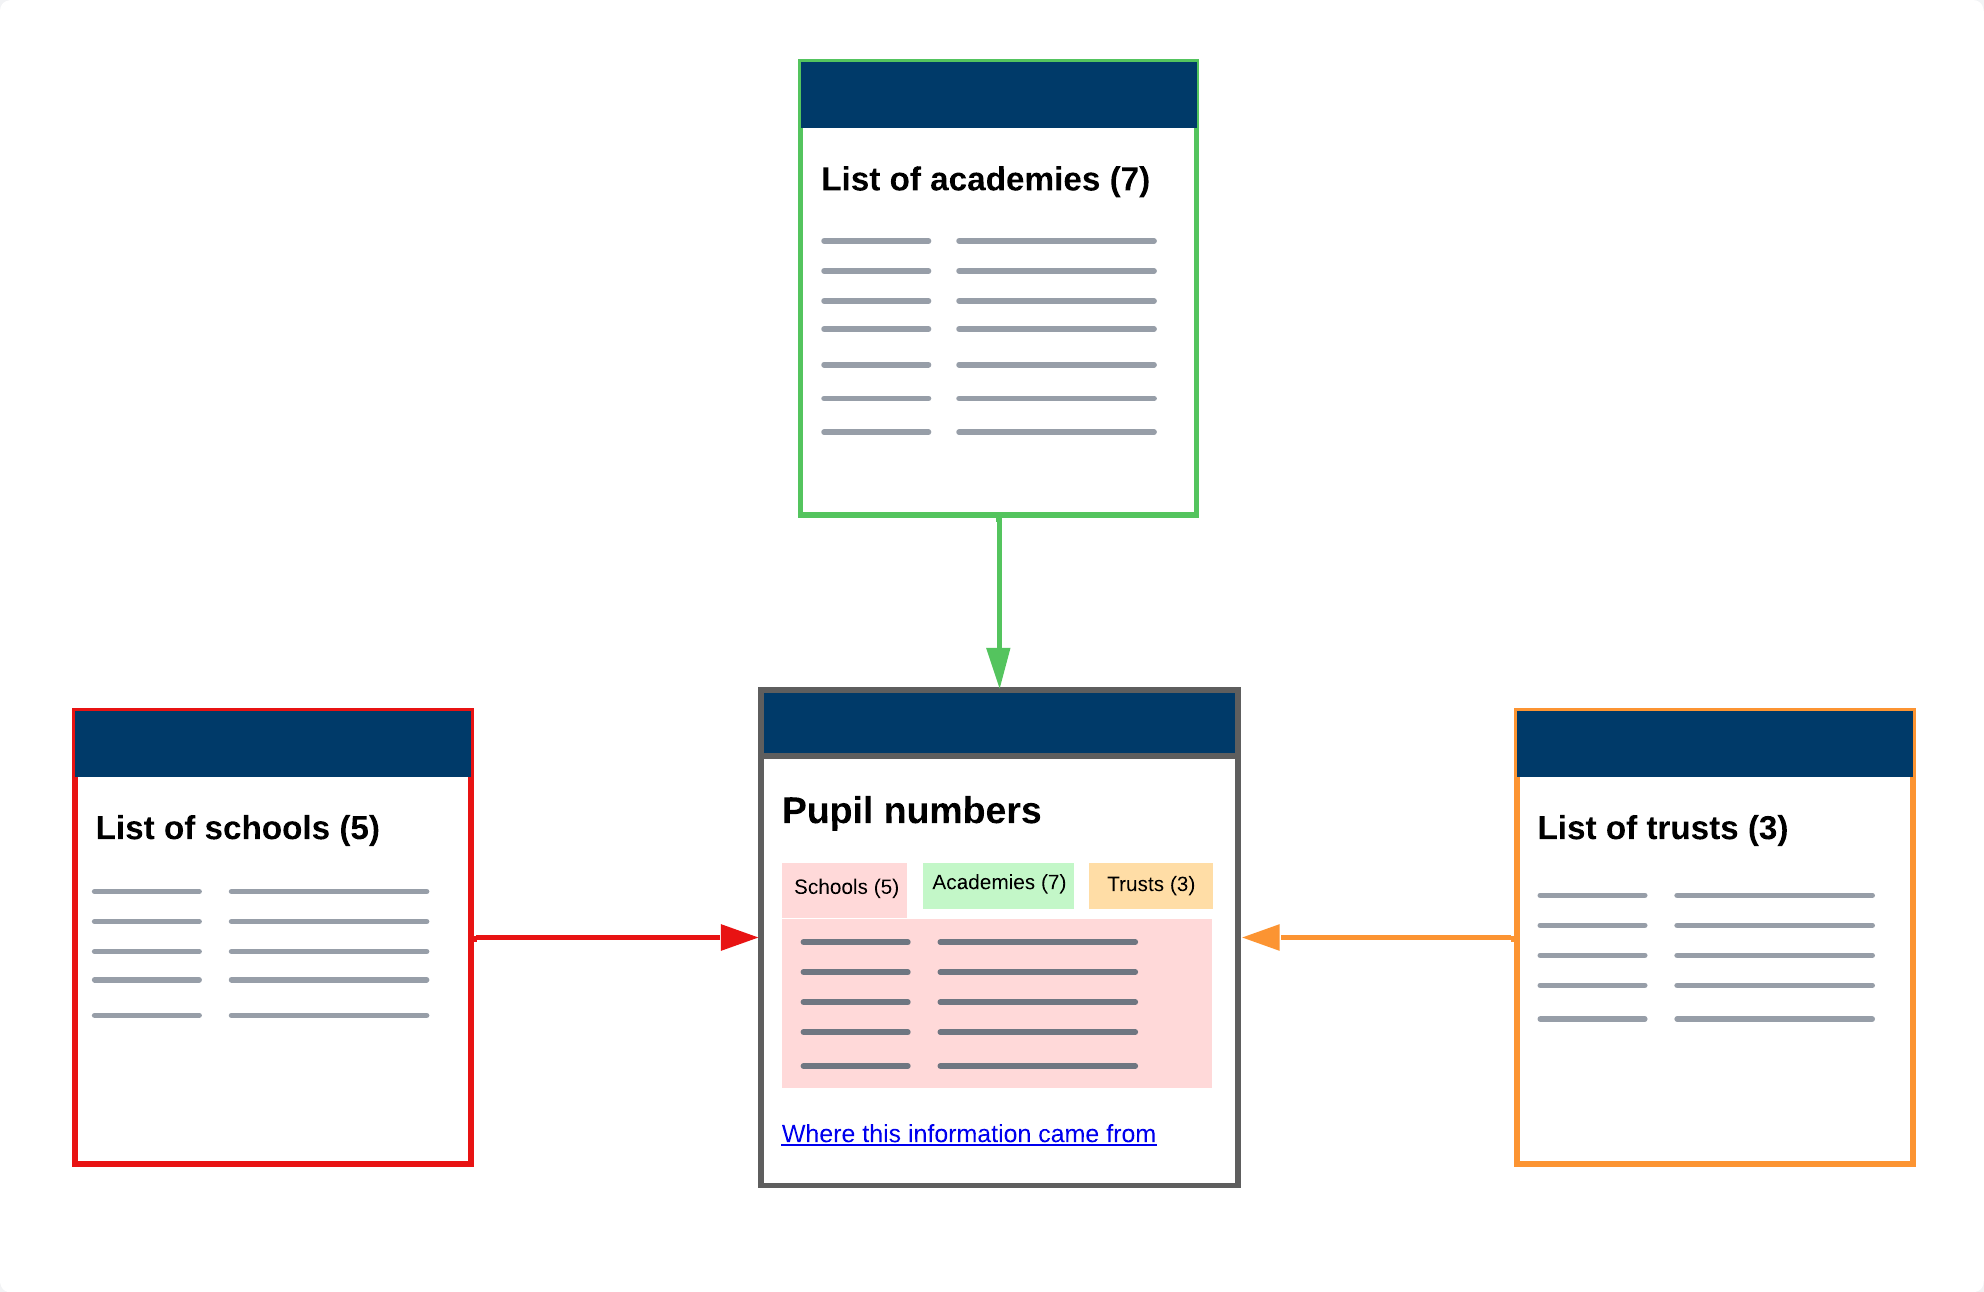 List of academies (7)
List of schools (5)
Pupil numbers
Schools (5)
Academies (7)
Trusts (3)
Where this information came from
List of trusts (3)